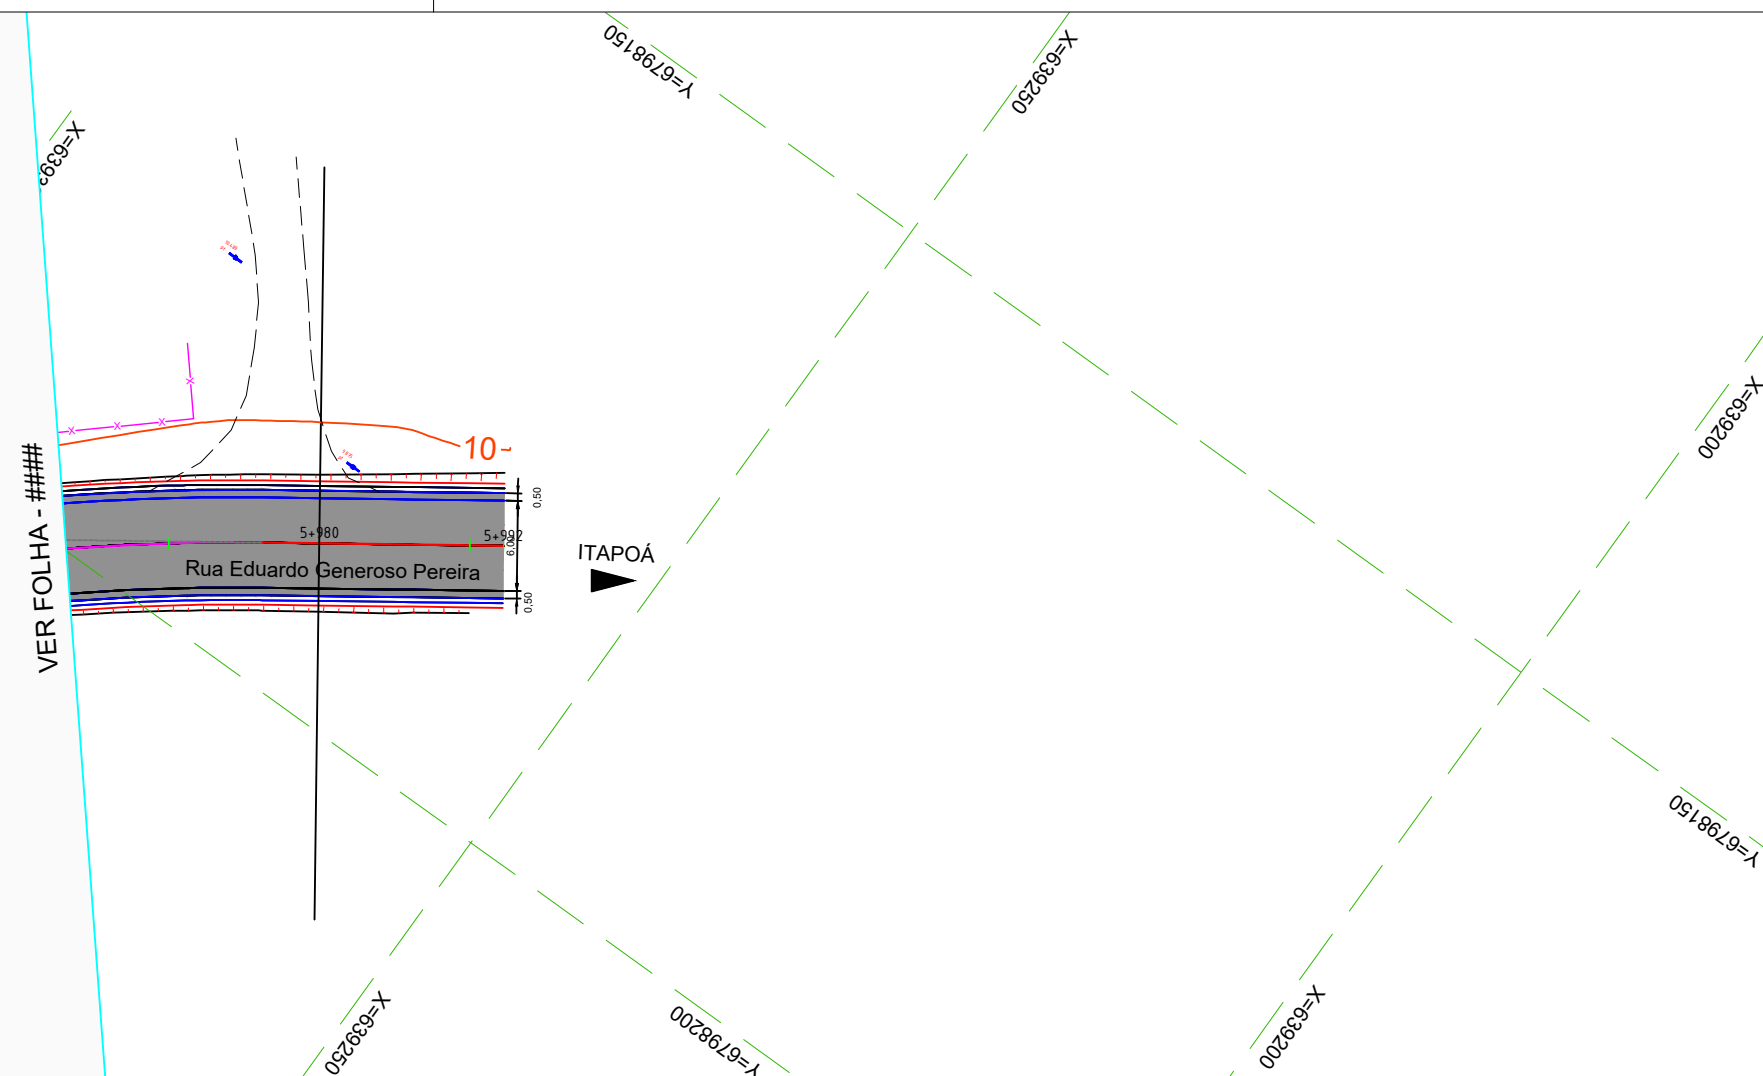 Y=6798150
X=639250
X=6393
X=639200
VER FOLHA - ####
10
0,50
5+980
5+992
6,00
Rua Eduardo Generoso Pereira
ITAPOÁ
0,50
Y=6798150
X=639250
Y=6798200
X=639200